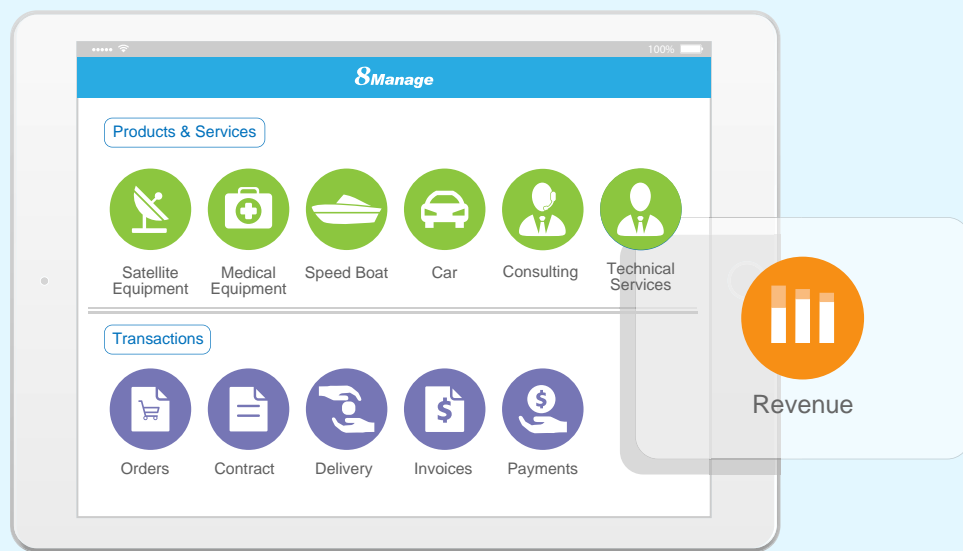 100%
8Manage
Products & Services
Satellite
Equipment
Medical
Equipment
Speed Boat
Car
Consulting
Technical
Services
Revenue
Transactions
$
$
Orders
Contract
Delivery
Invoices
Payments